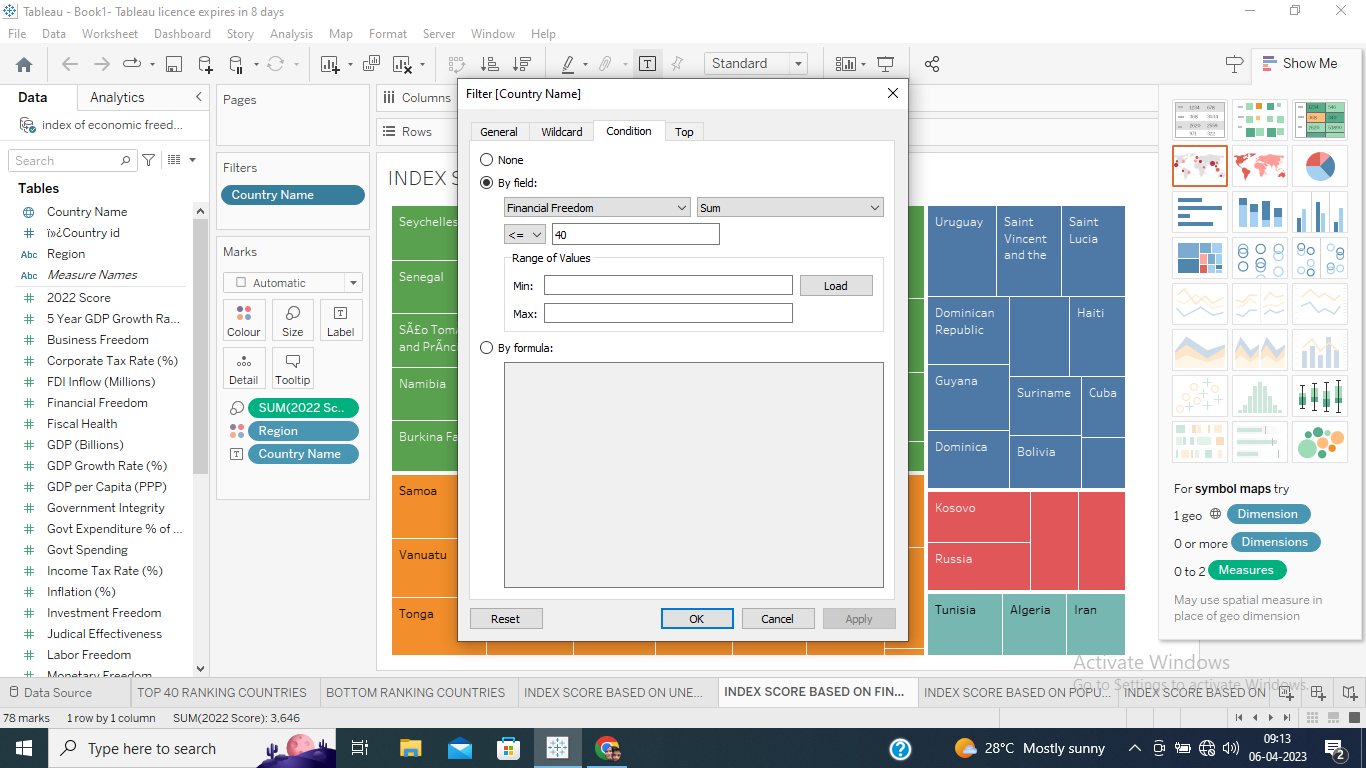 Tableau - Book1- Tableau licence expires in 8 days
File Data Worksheet Dashboard Story Analysis Map Format Server Window Help
Standard
Show Me
Data Analytics
index of economic freed...
Search
Tables
Country Name
ï»¿Country id
Abc Region
Abc Measure Names
2022 Score
5 Year GDP Growth Ra...
Business Freedom
Corporate Tax Rate (%)
FDI Inflow (Millions)
Financial Freedom
Fiscal Health
GDP (Billions)
GDP Growth Rate (%)
GDP per Capita (PPP)
Government Integrity
Govt Expenditure % of ...
Govt Spending
Income Tax Rate (%)
Inflation (%)
Investment Freedom
Judical Effectiveness
Labor Freedom
Monetary Freedom
Pages
Filters
Country Name
Marks
Automatic
Colour Size Label
Detail Tooltip
SUM(2022 Sc..
Region
Country Name
Columns
Rows
INDEX S
Seychelles
Senegal
SÃ£o Tom
and PrÃ­nc
Namibia
Burkina Fa
Samoa
Vanuatu
Tonga
Filter [Country Name]
General Wildcard Condition Top
None
By field:
Financial Freedom Sum
<= 40
Range of Values
Min:
Load
Max:
By formula:
Reset OK Cancel Apply
Uruguay
Saint
Vincent
and the
Saint
Lucia
Dominican
Republic
Haiti
Guyana
Suriname
Cuba
Dominica
Bolivia
Kosovo
Russia
Tunisia Algeria Iran
For symbol maps try
1 geo Dimension
0 or more Dimensions
0 to 2 Measures
May use spatial measure in
place of geo dimension
Activate Windows
Go to Settings to activate Windows.
Data Source TOP 40 RANKING COUNTRIES BOTTOM RANKING COUNTRIES INDEX SCORE BASED ON UNE... INDEX SCORE BASED ON FIN... INDEX SCORE BASED ON POPU... INDEX SCORE BASED ON
78 marks 1 row by 1 column SUM(2022 Score): 3,646
Type here to search
28°C Mostly sunny
09:13
06-04-2023
2